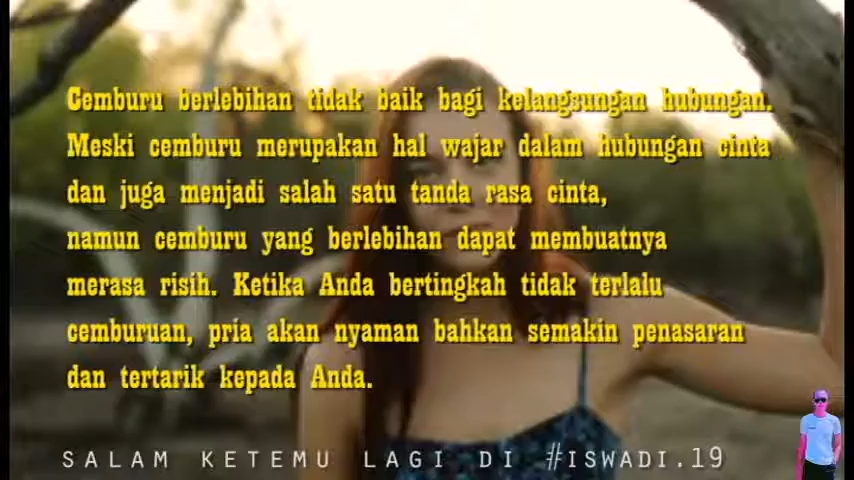 Cemburu berlebihan tidak baik bagi kelangsungan hubungan.
Meski cemburu merupakan hal wajar dalam hubungan cinta
dan juga menjadi salah satu tanda rasa cinta,
namun cemburu yang berlebihan dapat membuatnya
merasa risih. Ketika Anda bertingkah tidak terlalu
cemburuan, pria akan nyaman bahkan semakin penasaran
dan tertarik kepada Anda.
SALAM KETEMU LAGI DI #ISWADI.19